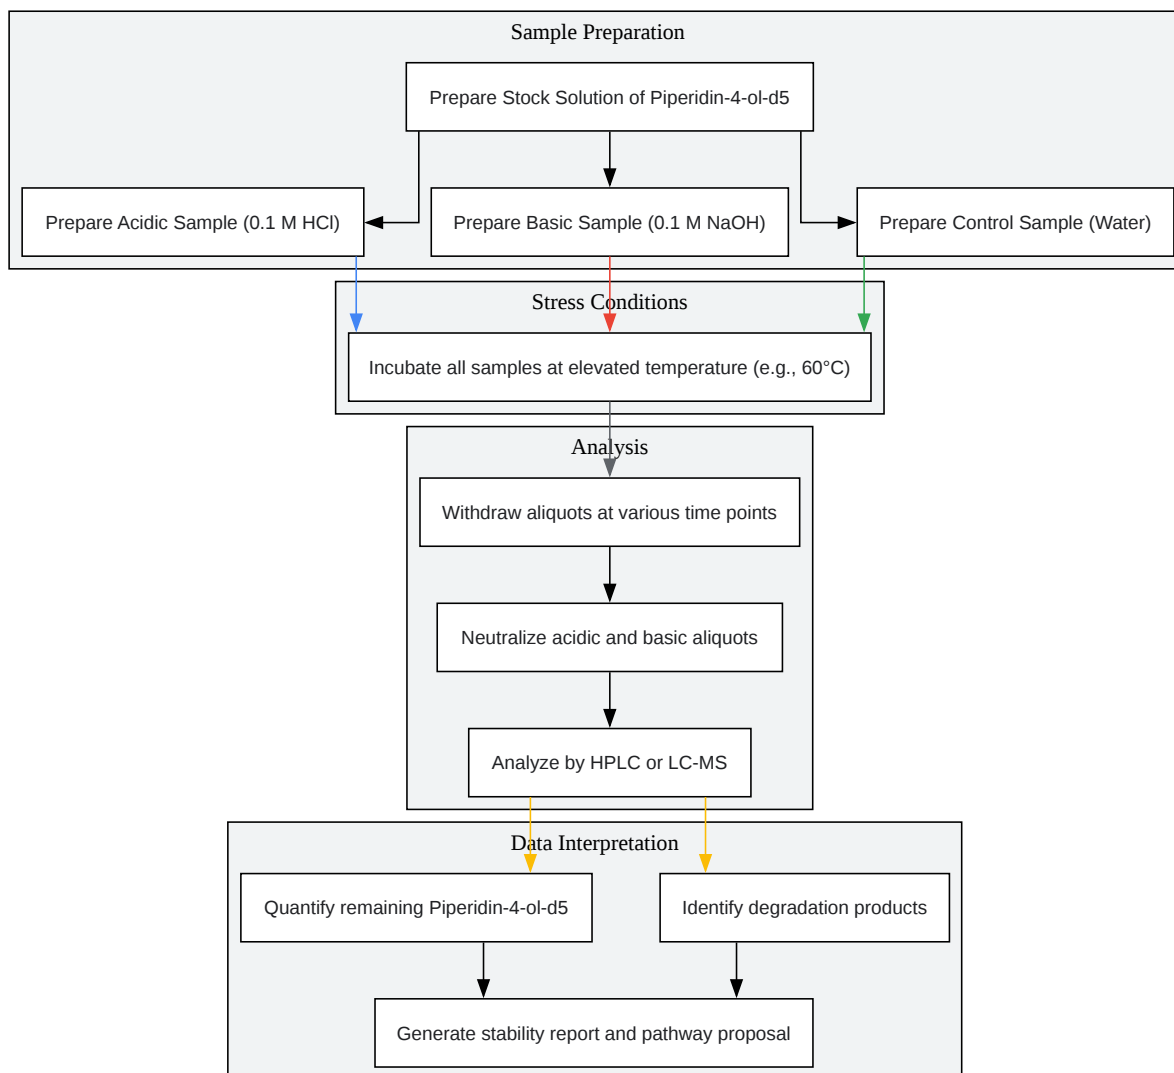 Sample Preparation
Prepare Stock Solution of Piperidin-4-ol-d5
Prepare Acidic Sample (0.1 M HCl)
Prepare Basic Sample (0.1 M NaOH)
Prepare Control Sample (Water)
Stress Conditions
Incubate all samples at elevated temperature (e.g., 60°C)
Analysis
Withdraw aliquots at various time points
Neutralize acidic and basic aliquots
Analyze by HPLC or LC-MS
Data Interpretation
Quantify remaining Piperidin-4-ol-d5
Identify degradation products
Generate stability report and pathway proposal